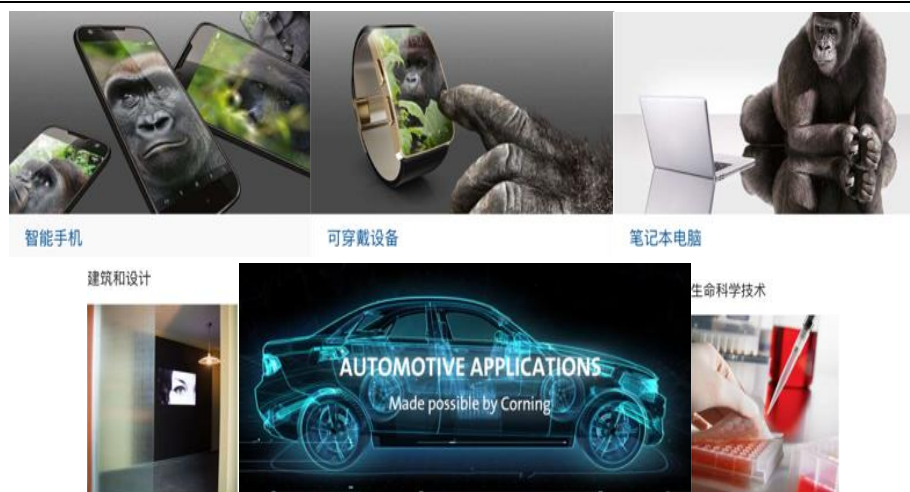 智能手机
可穿戴设备
笔记本电脑
建筑和设计
AUTOMOTIVE APPLICATIONS
Made possible by Corning
生命科学技术